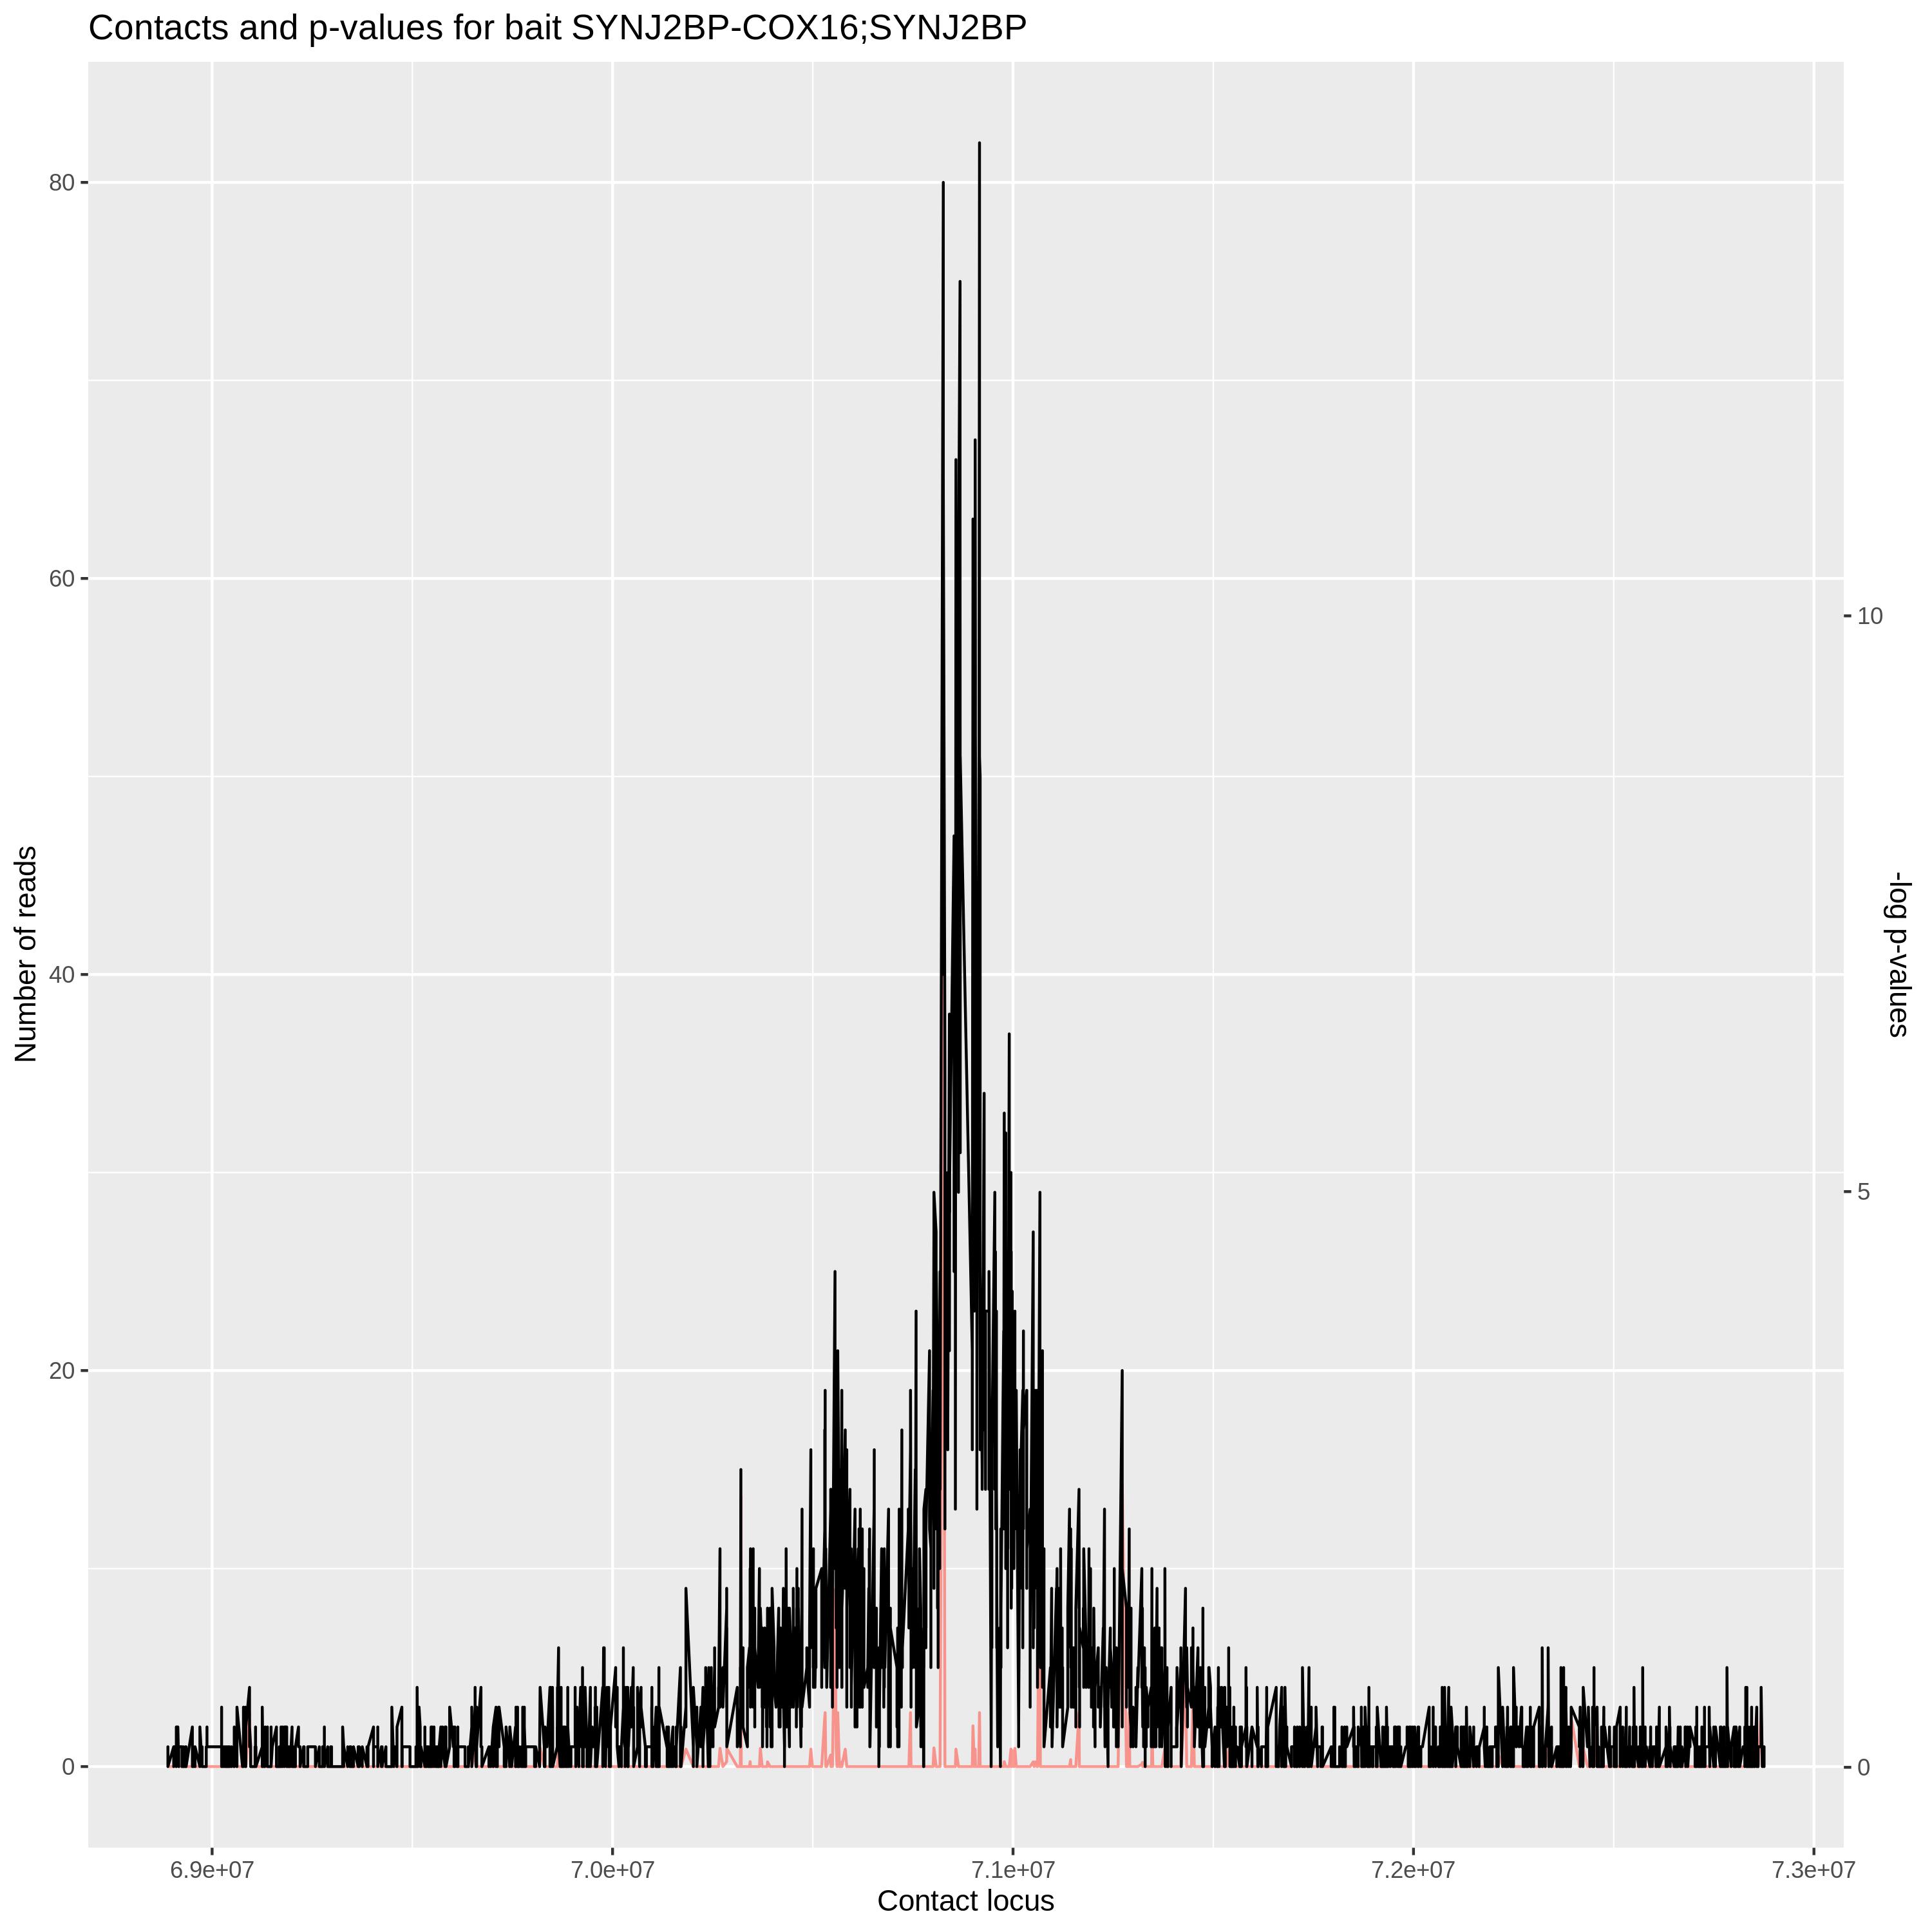 Contacts and p-values for bait SYNJ2BP-COX16;SYNJ2BP
Number of reads
80
60
40
20
0
10
5
0
-log p-values
6.9e+07 7.0e+07 7.1e+07 7.2e+07 7.3e+07
Contact locus